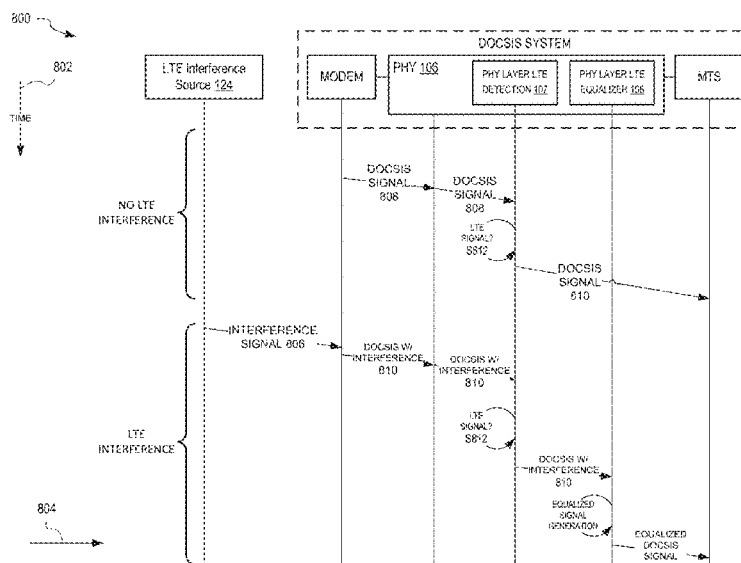 800
802
TIME
804
LTE Interference
Source 124
DOCSIS SYSTEM
MODEM
PHY 106
PHY LAYER LTE
DETECTION 107
PHY LAYER LTE
EQUALIZER 108
MTS
NO LTE
INTERFERENCE
DOCSIS
SIGNAL
808
DOCSIS
SIGNAL
808
LTE
SIGNAL?
S812
DOCSIS
SIGNAL
810
LTE
INTERFERENCE
INTERFERENCE
SIGNAL 806
DOCSIS W/
INTERFERENCE
810
DOCSIS W/
INTERFERENCE
810
LTE
SIGNAL?
S812
DOCSIS W/
INTERFERENCE
810
EQUALIZED
SIGNAL
GENERATION
EQUALIZED
DOCSIS
SIGNAL